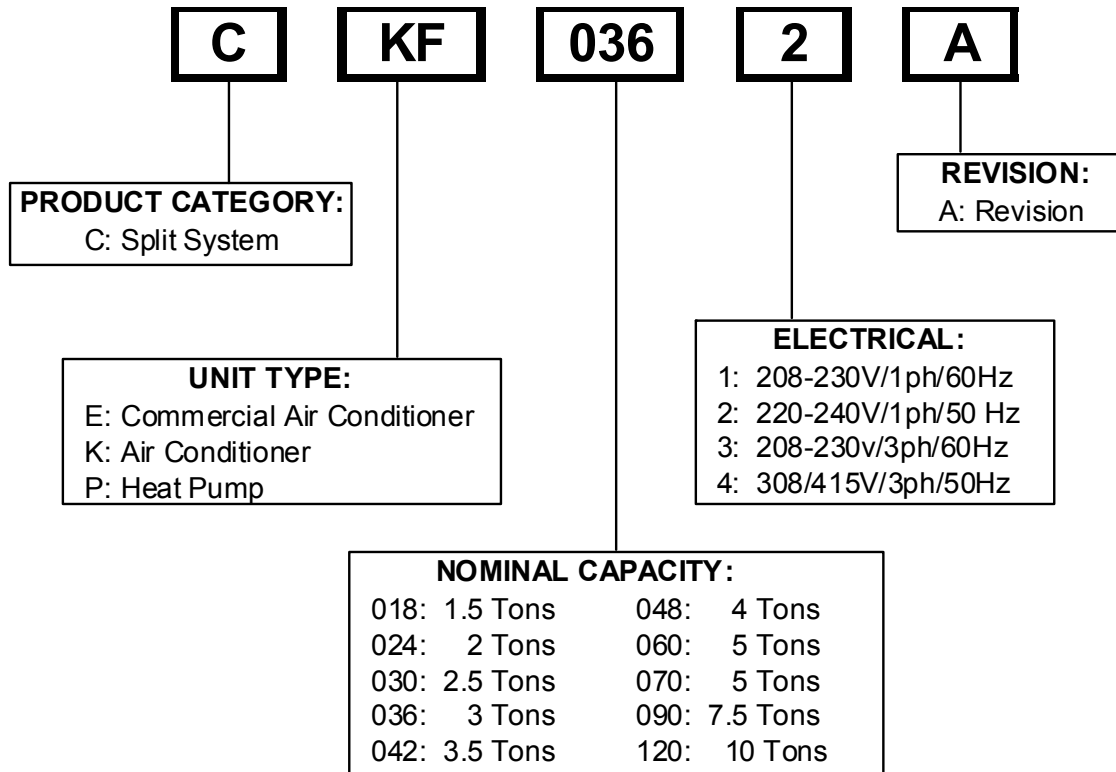 C KF 036 2 A
PRODUCT CATEGORY:
C: Split System
REVISION:
A: Revision
UNIT TYPE:
E: Commercial Air Conditioner
K: Air Conditioner
P: Heat Pump
ELECTRICAL:
1: 208-230V/1ph/60Hz
2: 220-240V/1ph/50 Hz
3: 208-230v/3ph/60Hz
4: 308/415V/3ph/50Hz
NOMINAL CAPACITY:
018: 1.5 Tons 048: 4 Tons
024: 2 Tons 060: 5 Tons
030: 2.5 Tons 070: 5 Tons
036: 3 Tons 090: 7.5 Tons
042: 3.5 Tons 120: 10 Tons